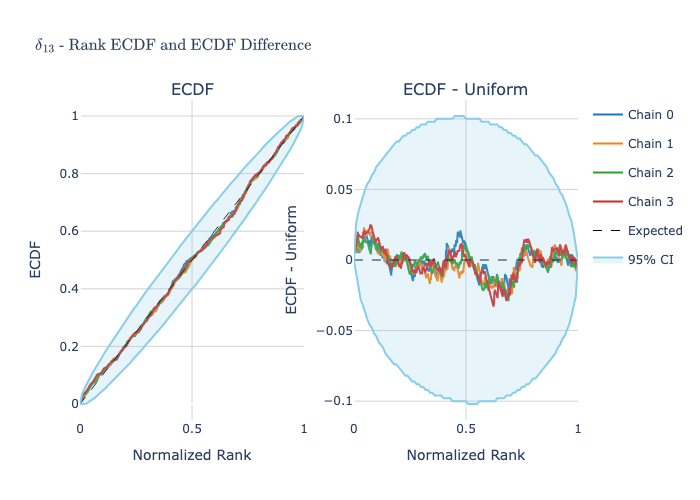 δ₁₃ - Rank ECDF and ECDF Difference
ECDF
ECDF - Uniform
1
0.8
0.6
0.4
0.2
0
ECDF
0
0.5
1
Normalized Rank
0.1
0.05
0
−0.05
−0.1
ECDF - Uniform
0
0.5
1
Normalized Rank
Chain 0
Chain 1
Chain 2
Chain 3
Expected
95% CI